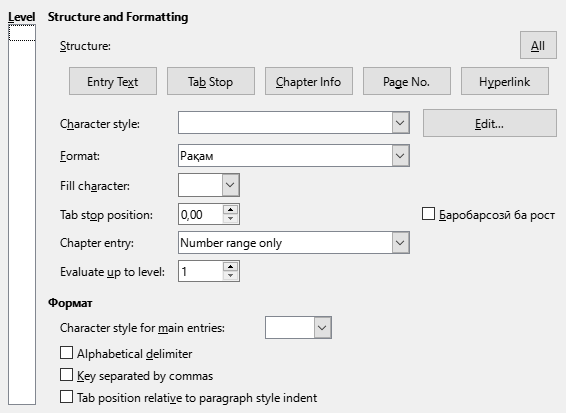 Level Structure and Formatting
Structure: All
Entry Text Tab Stop Chapter Info Page No. Hyperlink
Character style: Edit...
Format: Рақам
Fill character:
Tab stop position: 0,00 Баробарсозӣ ба рост
Chapter entry: Number range only
Evaluate up to level: 1
Формат
Character style for main entries:
Alphabetical delimiter
Key separated by commas
Tab position relative to paragraph style indent